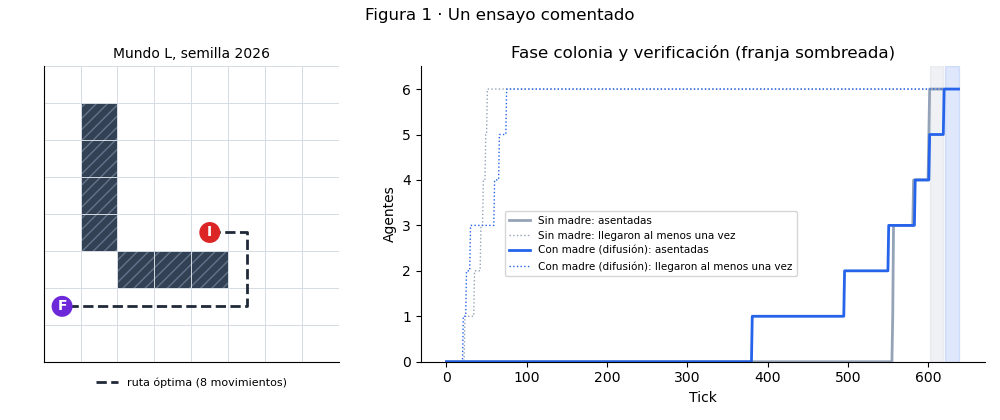 Figura 1 · Un ensayo comentado
Mundo L, semilla 2026
I
F
ruta óptima (8 movimientos)
Fase colonia y verificación (franja sombreada)
Agentes
6
5
4
3
2
1
0
Sin madre: asentadas
Sin madre: llegaron al menos una vez
Con madre (difusión): asentadas
Con madre (difusión): llegaron al menos una vez
0 100 200 300 400 500 600
Tick